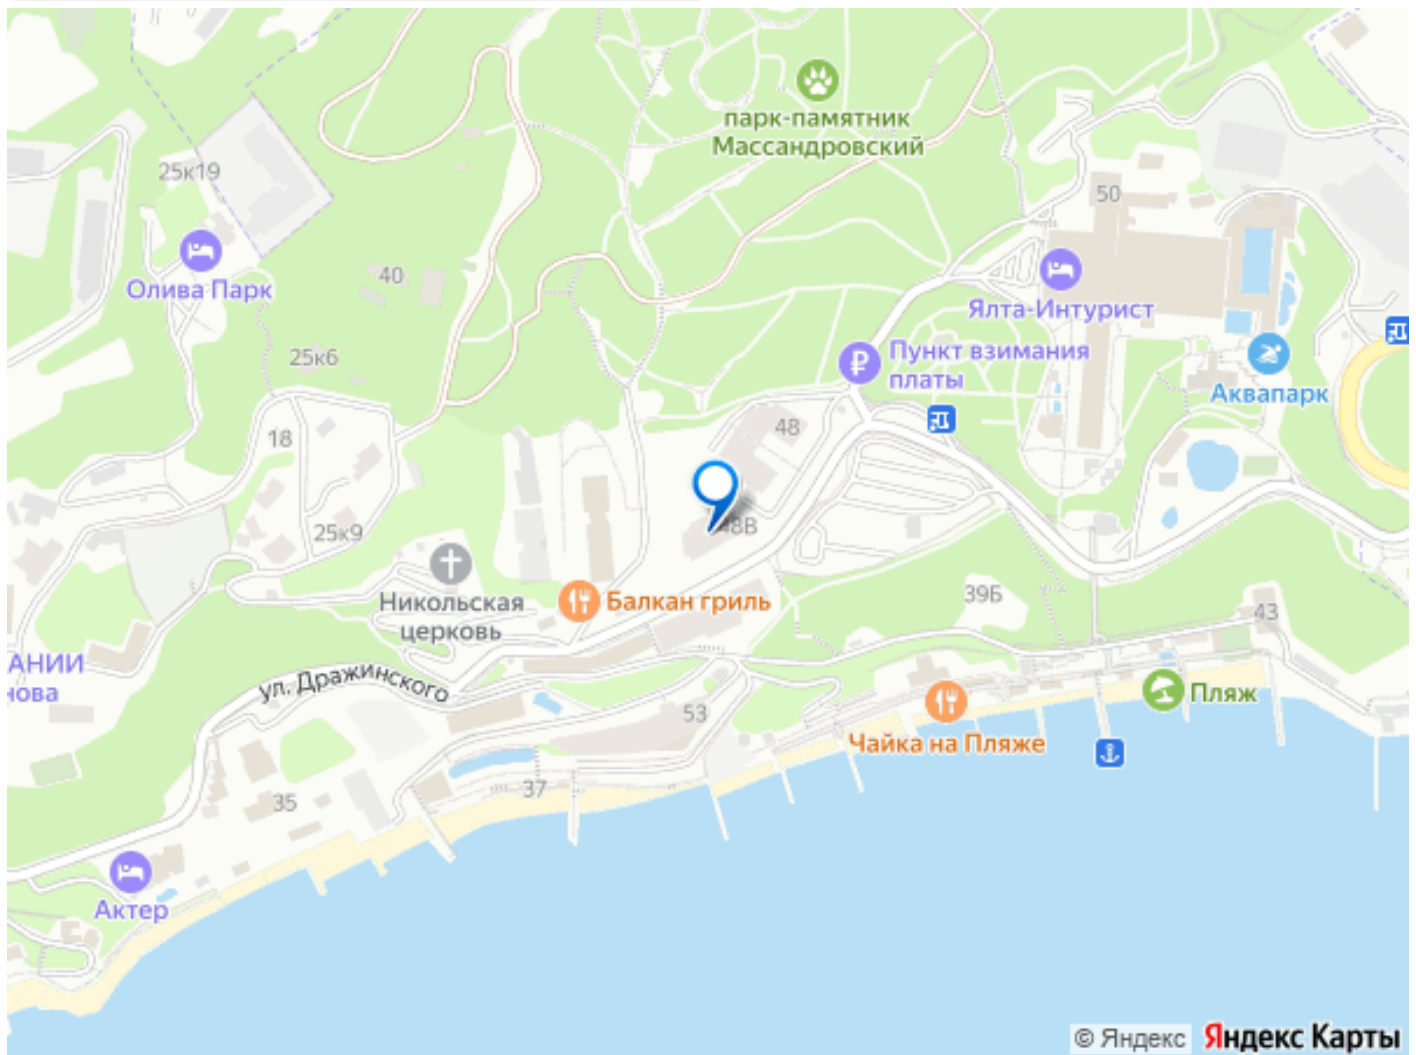 парк-памятник
Массандровский
25к19
50
Олива Парк
40
Ялта-Интурист
25к6
Пункт взимания
платы
Аквапарк
18
48
25к9
48В
Никольская
церковь
Балкан гриль
39Б
43
АНИИ
нова
ул. Дражинского
Пляж
53
Чайка на Пляже
37
35
Актер
© Яндекс Яндекс Карты